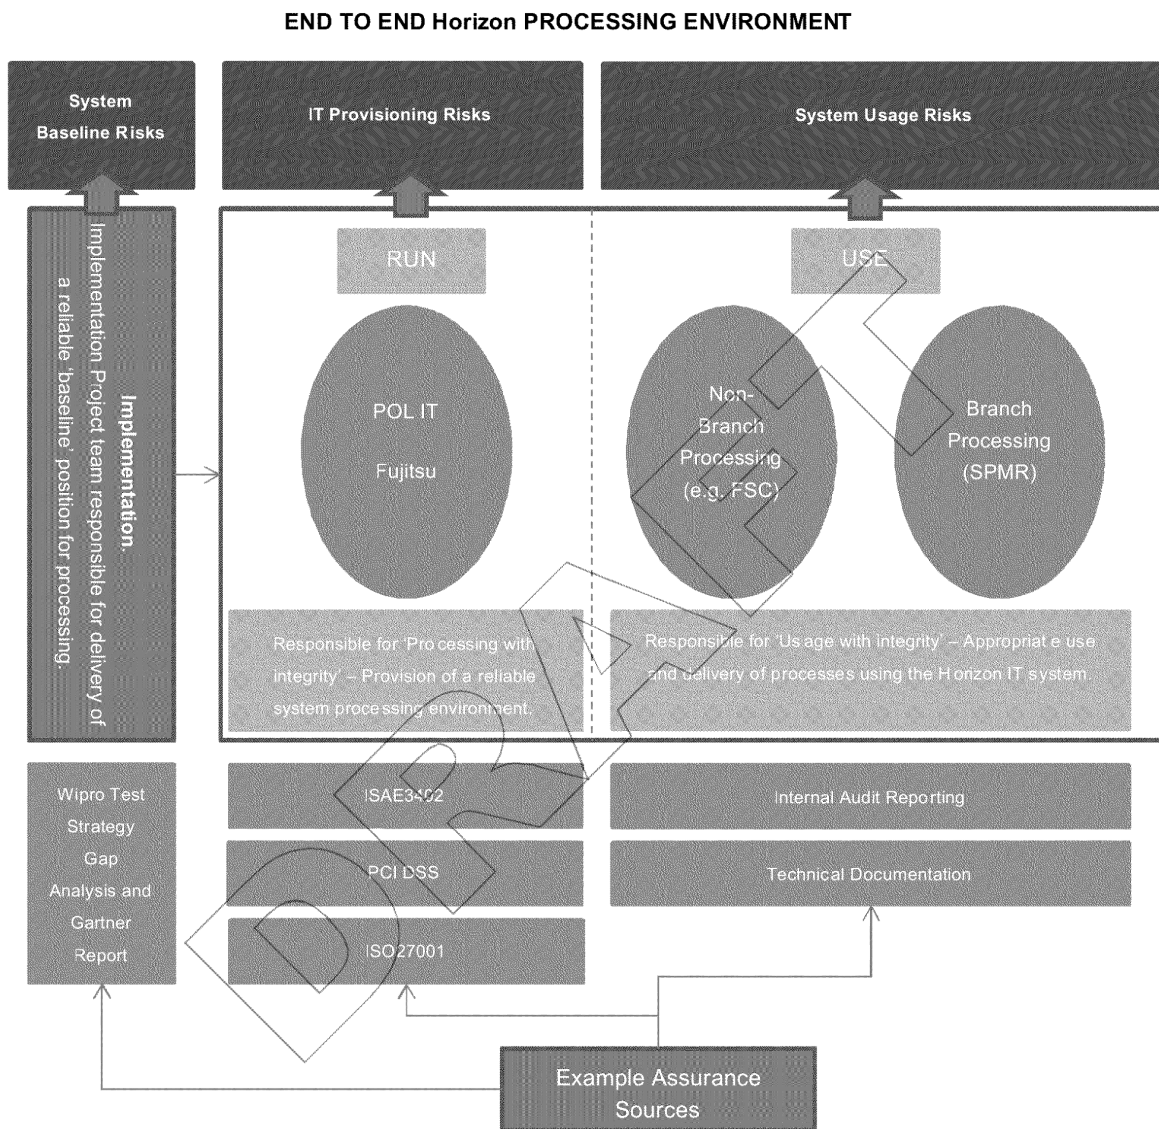 END TO END Horizon PROCESSING ENVIRONMENT
System
Baseline Risks
IT Provisioning Risks
System Usage Risks
Implementation.
Implementation Project team responsible for delivery of
a reliable 'baseline' position for processing.
RUN
USE
POL IT
Fujitsu
Non-
Branch
Processing
(e.g. FSC)
Branch
Processing
(SPMR)
Responsible for 'Processing with
integrity' – Provision of a reliable
system processing environment.
Responsible for 'Usage with integrity' – Appropriate use
and delivery of processes using the Horizon IT system.
Wipro Test
Strategy
Gap
Analysis and
Gartner
Report
ISAE3402
PCI DSS
ISO27001
Internal Audit Reporting
Technical Documentation
Example Assurance
Sources
DRAFT